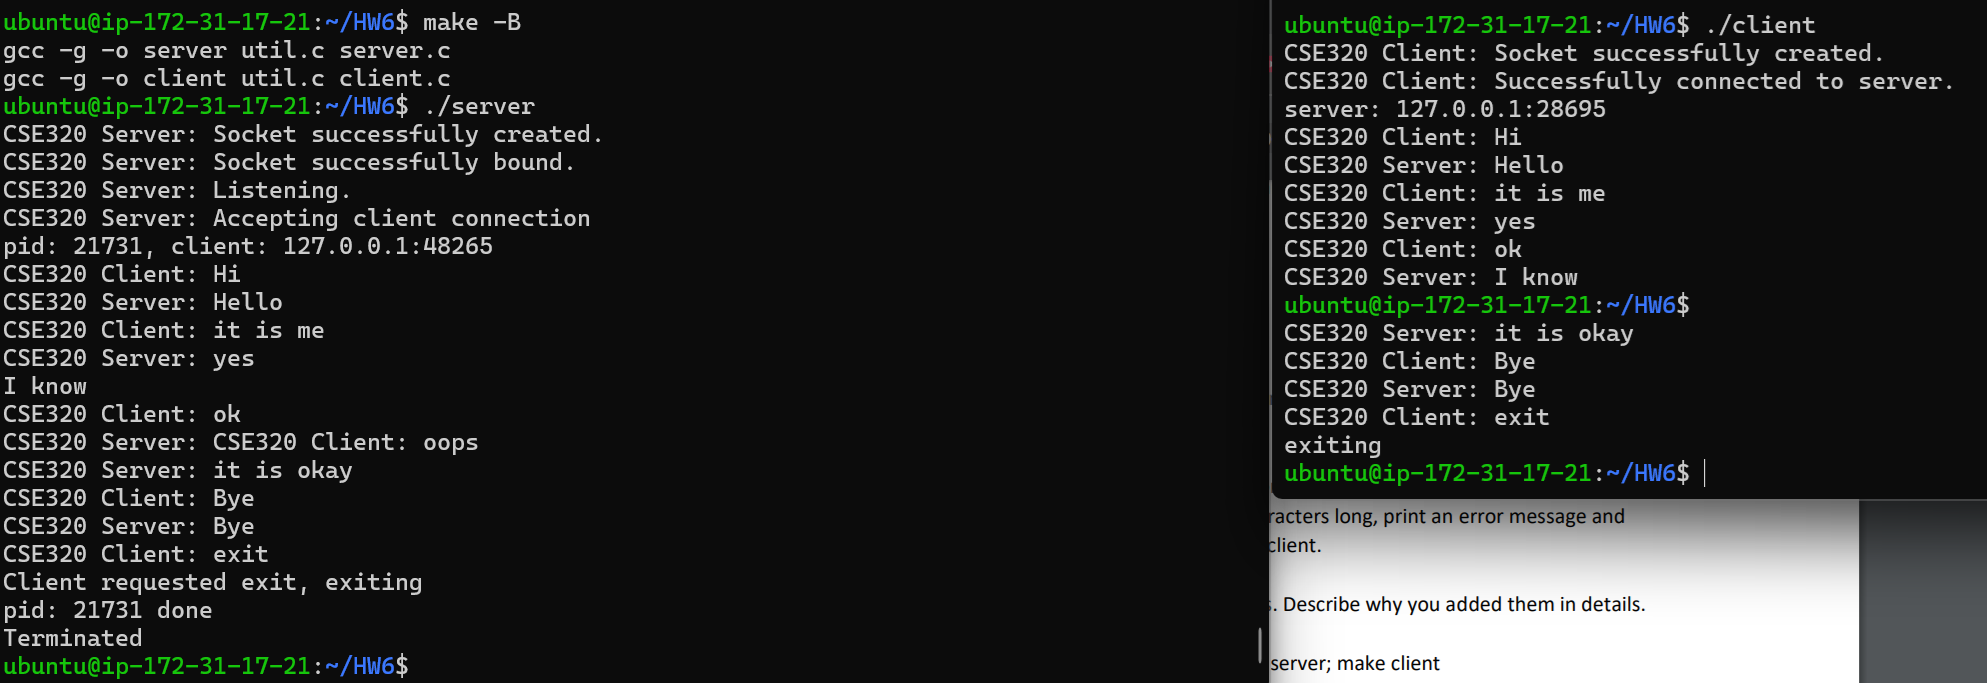 ubuntu@ip-172-31-17-21:~/HW6$ make -B
gcc -g -o server util.c server.c
gcc -g -o client util.c client.c
ubuntu@ip-172-31-17-21:~/HW6$ ./server
CSE320 Server: Socket successfully created.
CSE320 Server: Socket successfully bound.
CSE320 Server: Listening.
CSE320 Server: Accepting client connection
pid: 21731, client: 127.0.0.1:48265
CSE320 Client: Hi
CSE320 Server: Hello
CSE320 Client: it is me
CSE320 Server: yes
I know
CSE320 Client: ok
CSE320 Server: CSE320 Client: oops
CSE320 Server: it is okay
CSE320 Client: Bye
CSE320 Server: Bye
CSE320 Client: exit
Client requested exit, exiting
pid: 21731 done
Terminated
ubuntu@ip-172-31-17-21:~/HW6$
ubuntu@ip-172-31-17-21:~/HW6$ ./client
CSE320 Client: Socket successfully created.
CSE320 Client: Successfully connected to server.
server: 127.0.0.1:28695
CSE320 Client: Hi
CSE320 Server: Hello
CSE320 Client: it is me
CSE320 Server: yes
CSE320 Client: ok
CSE320 Server: I know
ubuntu@ip-172-31-17-21:~/HW6$
CSE320 Server: it is okay
CSE320 Client: Bye
CSE320 Server: Bye
CSE320 Client: exit
exiting
ubuntu@ip-172-31-17-21:~/HW6$
racters long, print an error message and
client.
. Describe why you added them in details.
server; make client